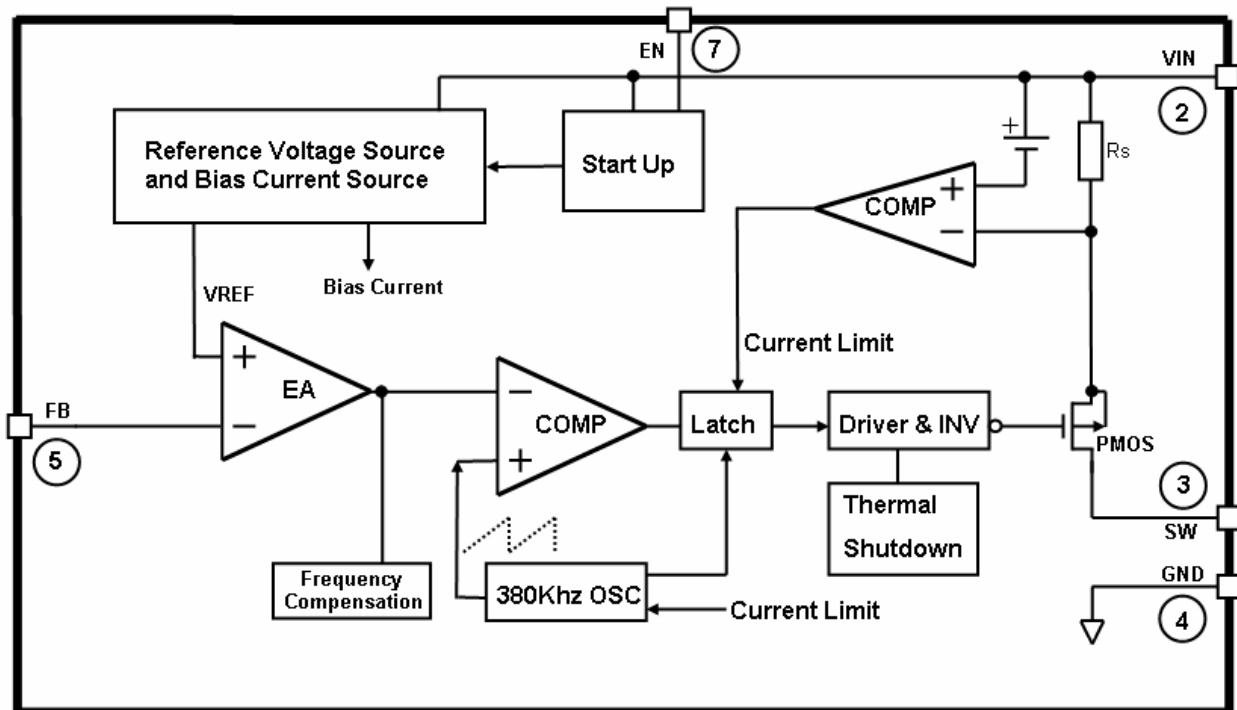 EN
7
VIN
2
Reference Voltage Source
and Bias Current Source
Start Up
+
Rs
+
COMP
−
Bias Current
VREF
Current Limit
+
EA
−
FB
5
−
COMP
+
Latch
Driver & INV
PMOS
Thermal
Shutdown
3
SW
Frequency
Compensation
380Khz OSC
Current Limit
GND
4